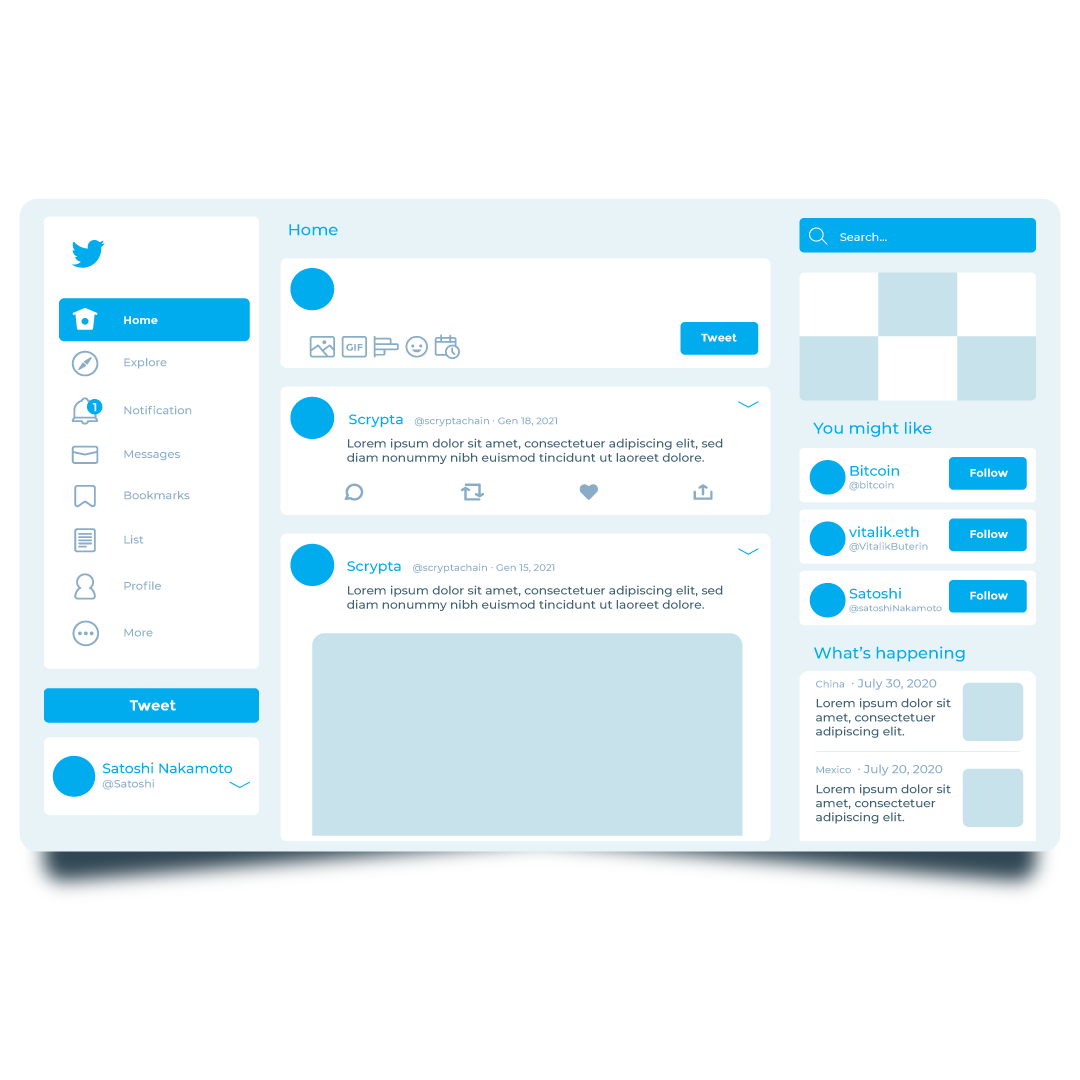 Home
Explore
1
Notification
Messages
Bookmarks
List
Profile
More
Tweet
Satoshi Nakamoto
@Satoshi
Home
GIF
Tweet
Scrypta @scryptachain · Gen 18, 2021
Lorem ipsum dolor sit amet, consectetuer adipiscing elit, sed
diam nonummy nibh euismod tincidunt ut laoreet dolore.
Scrypta @scryptachain · Gen 15, 2021
Lorem ipsum dolor sit amet, consectetuer adipiscing elit, sed
diam nonummy nibh euismod tincidunt ut laoreet dolore.
Search...
You might like
Bitcoin
@bitcoin
Follow
vitalik.eth
@VitalikButerin
Follow
Satoshi
@satoshiNakamoto
Follow
What's happening
China · July 30, 2020
Lorem ipsum dolor sit
amet, consectetuer
adipiscing elit.
Mexico · July 20, 2020
Lorem ipsum dolor sit
amet, consectetuer
adipiscing elit.